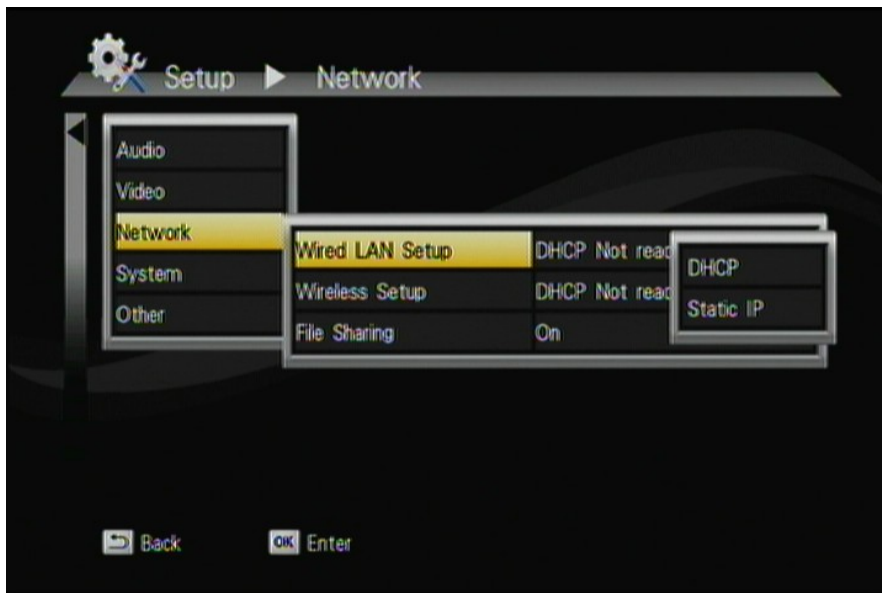 Setup ▶ Network
Audio
Video
Network
System
Other
Wired LAN Setup DHCP Not read
Wireless Setup DHCP Not read
File Sharing On
DHCP
Static IP
Back OK Enter